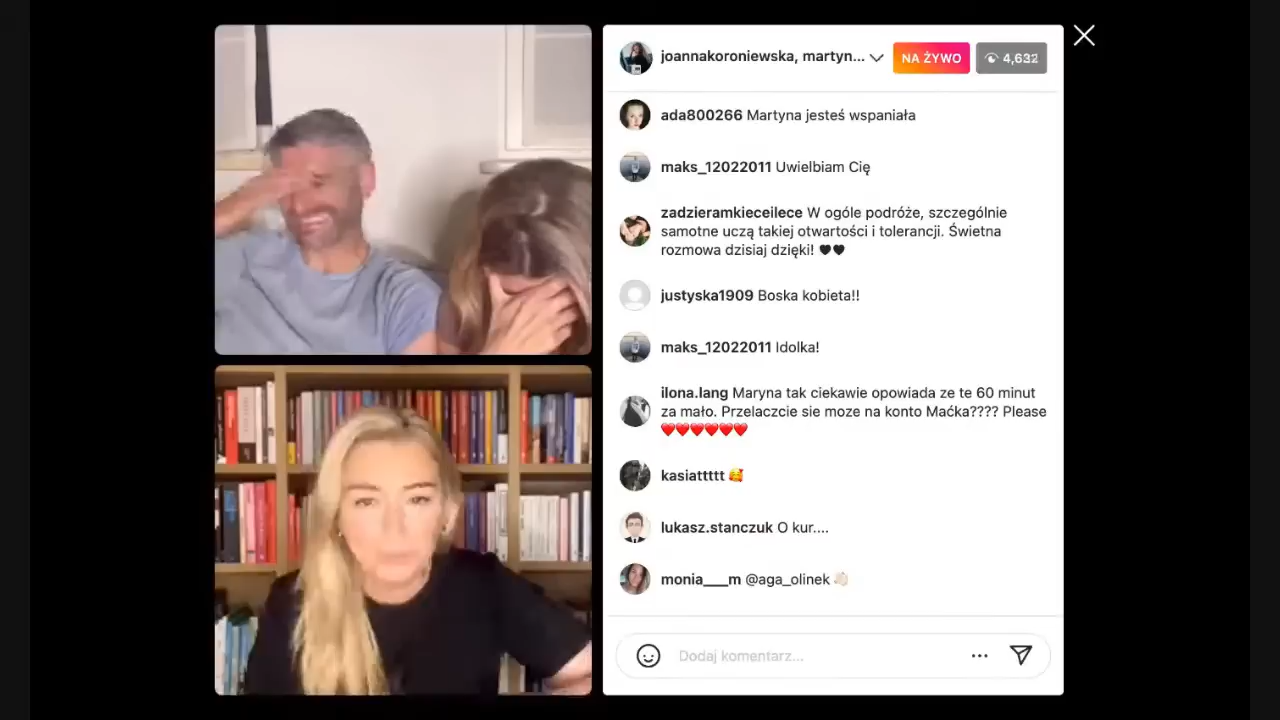 joannakoroniewska, martyn...
NA ŻYWO
4,632
ada800266 Martyna jesteś wspaniała
maks_12022011 Uwielbiam Cię
zadzieramkieceilece W ogóle podróże, szczególnie
samotne uczą takiej otwartości i tolerancji. Świetna
rozmowa dzisiaj dzięki! 🖤🖤
justyska1909 Boska kobieta!!
maks_12022011 Idolka!
ilona.lang Maryna tak ciekawie opowiada ze te 60 minut
za mało. Przelaczcie sie moze na konto Maćka???? Please
❤️❤️❤️❤️❤️❤️
kasiattttt 🥰
lukasz.stanczuk O kur....
monia___m @aga_olinek 👏🏻
Dodaj komentarz...